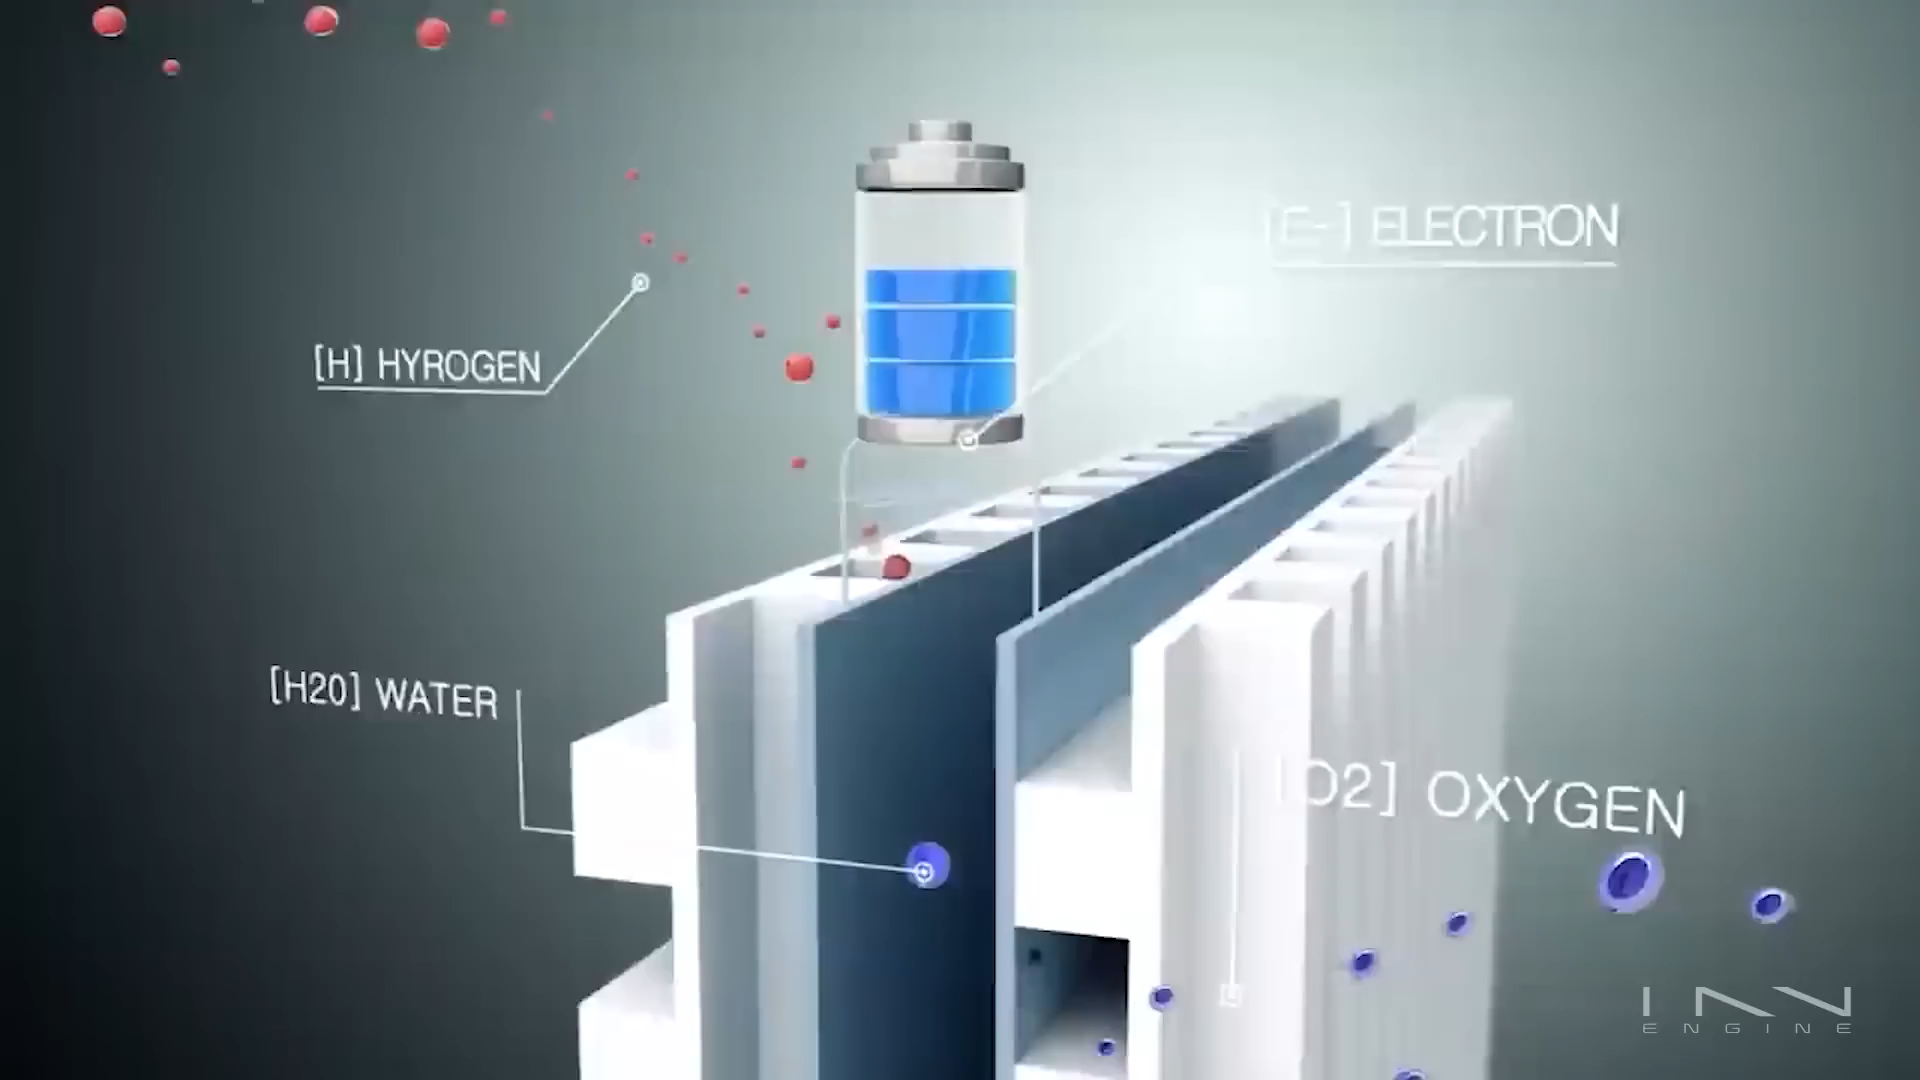 [E-] ELECTRON
[H] HYROGEN
[H20] WATER
[O2] OXYGEN
INN
ENGINE